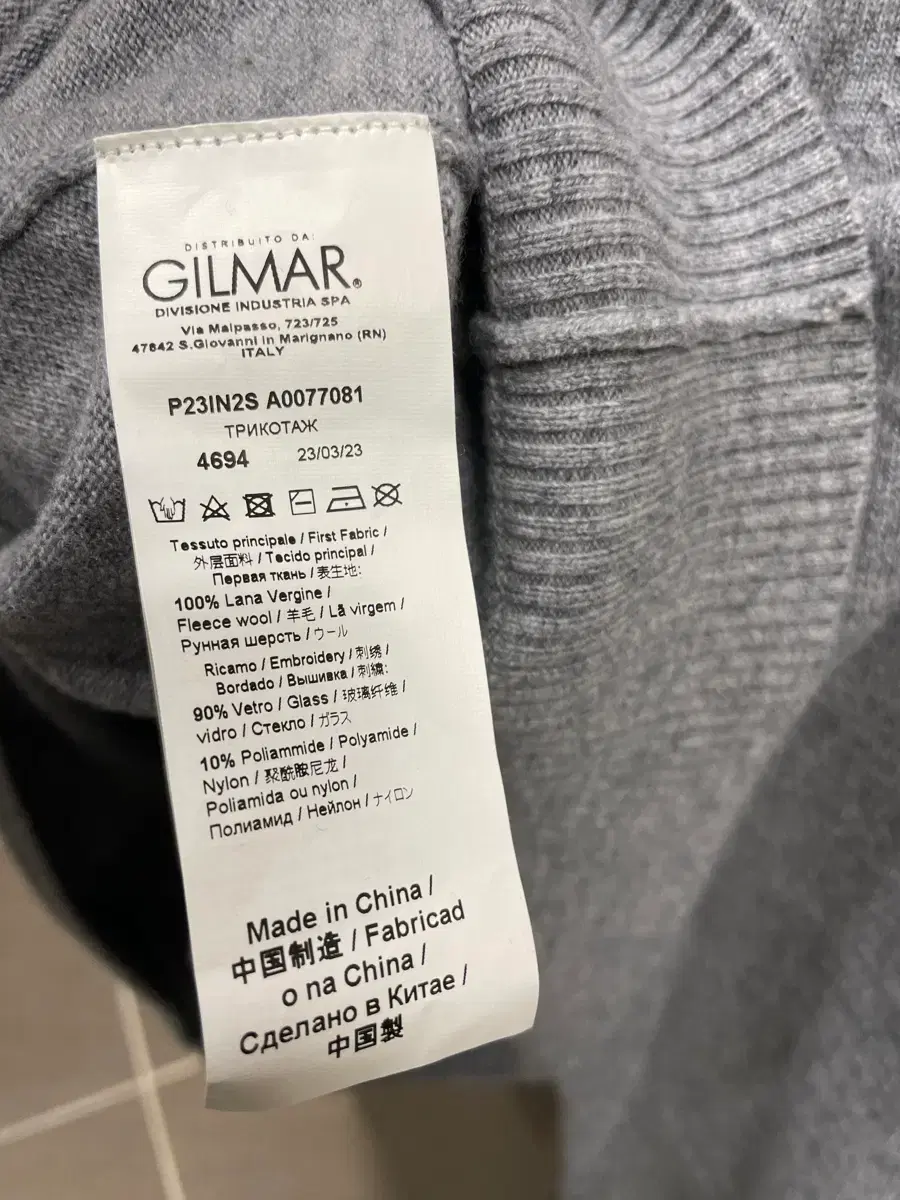 DISTRIBUITO DA:
GILMAR®
DIVISIONE INDUSTRIA SPA
Via Malpasso, 723/725
47842 S.Giovanni in Marignano (RN)
ITALY
P23IN2S A0077081
ТРИКОТАЖ
4694 23/03/23
Tessuto principale / First Fabric /
外层面料 / Tecido principal /
Первая ткань / 表生地:
100% Lana Vergine /
Fleece wool / 羊毛 / Lã virgem /
Рунная шерсть / ウール
Ricamo / Embroidery / 刺绣 /
Bordado / Вышивка / 刺繍:
90% Vetro / Glass / 玻璃纤维 /
vidro / Стекло / ガラス
10% Poliammide / Polyamide /
Nylon / 聚酰胺尼龙 /
Poliamida ou nylon /
Полиамид / Нейлон / ナイロン
Made in China /
中国制造 / Fabricad
o na China /
Сделано в Китае /
中国製